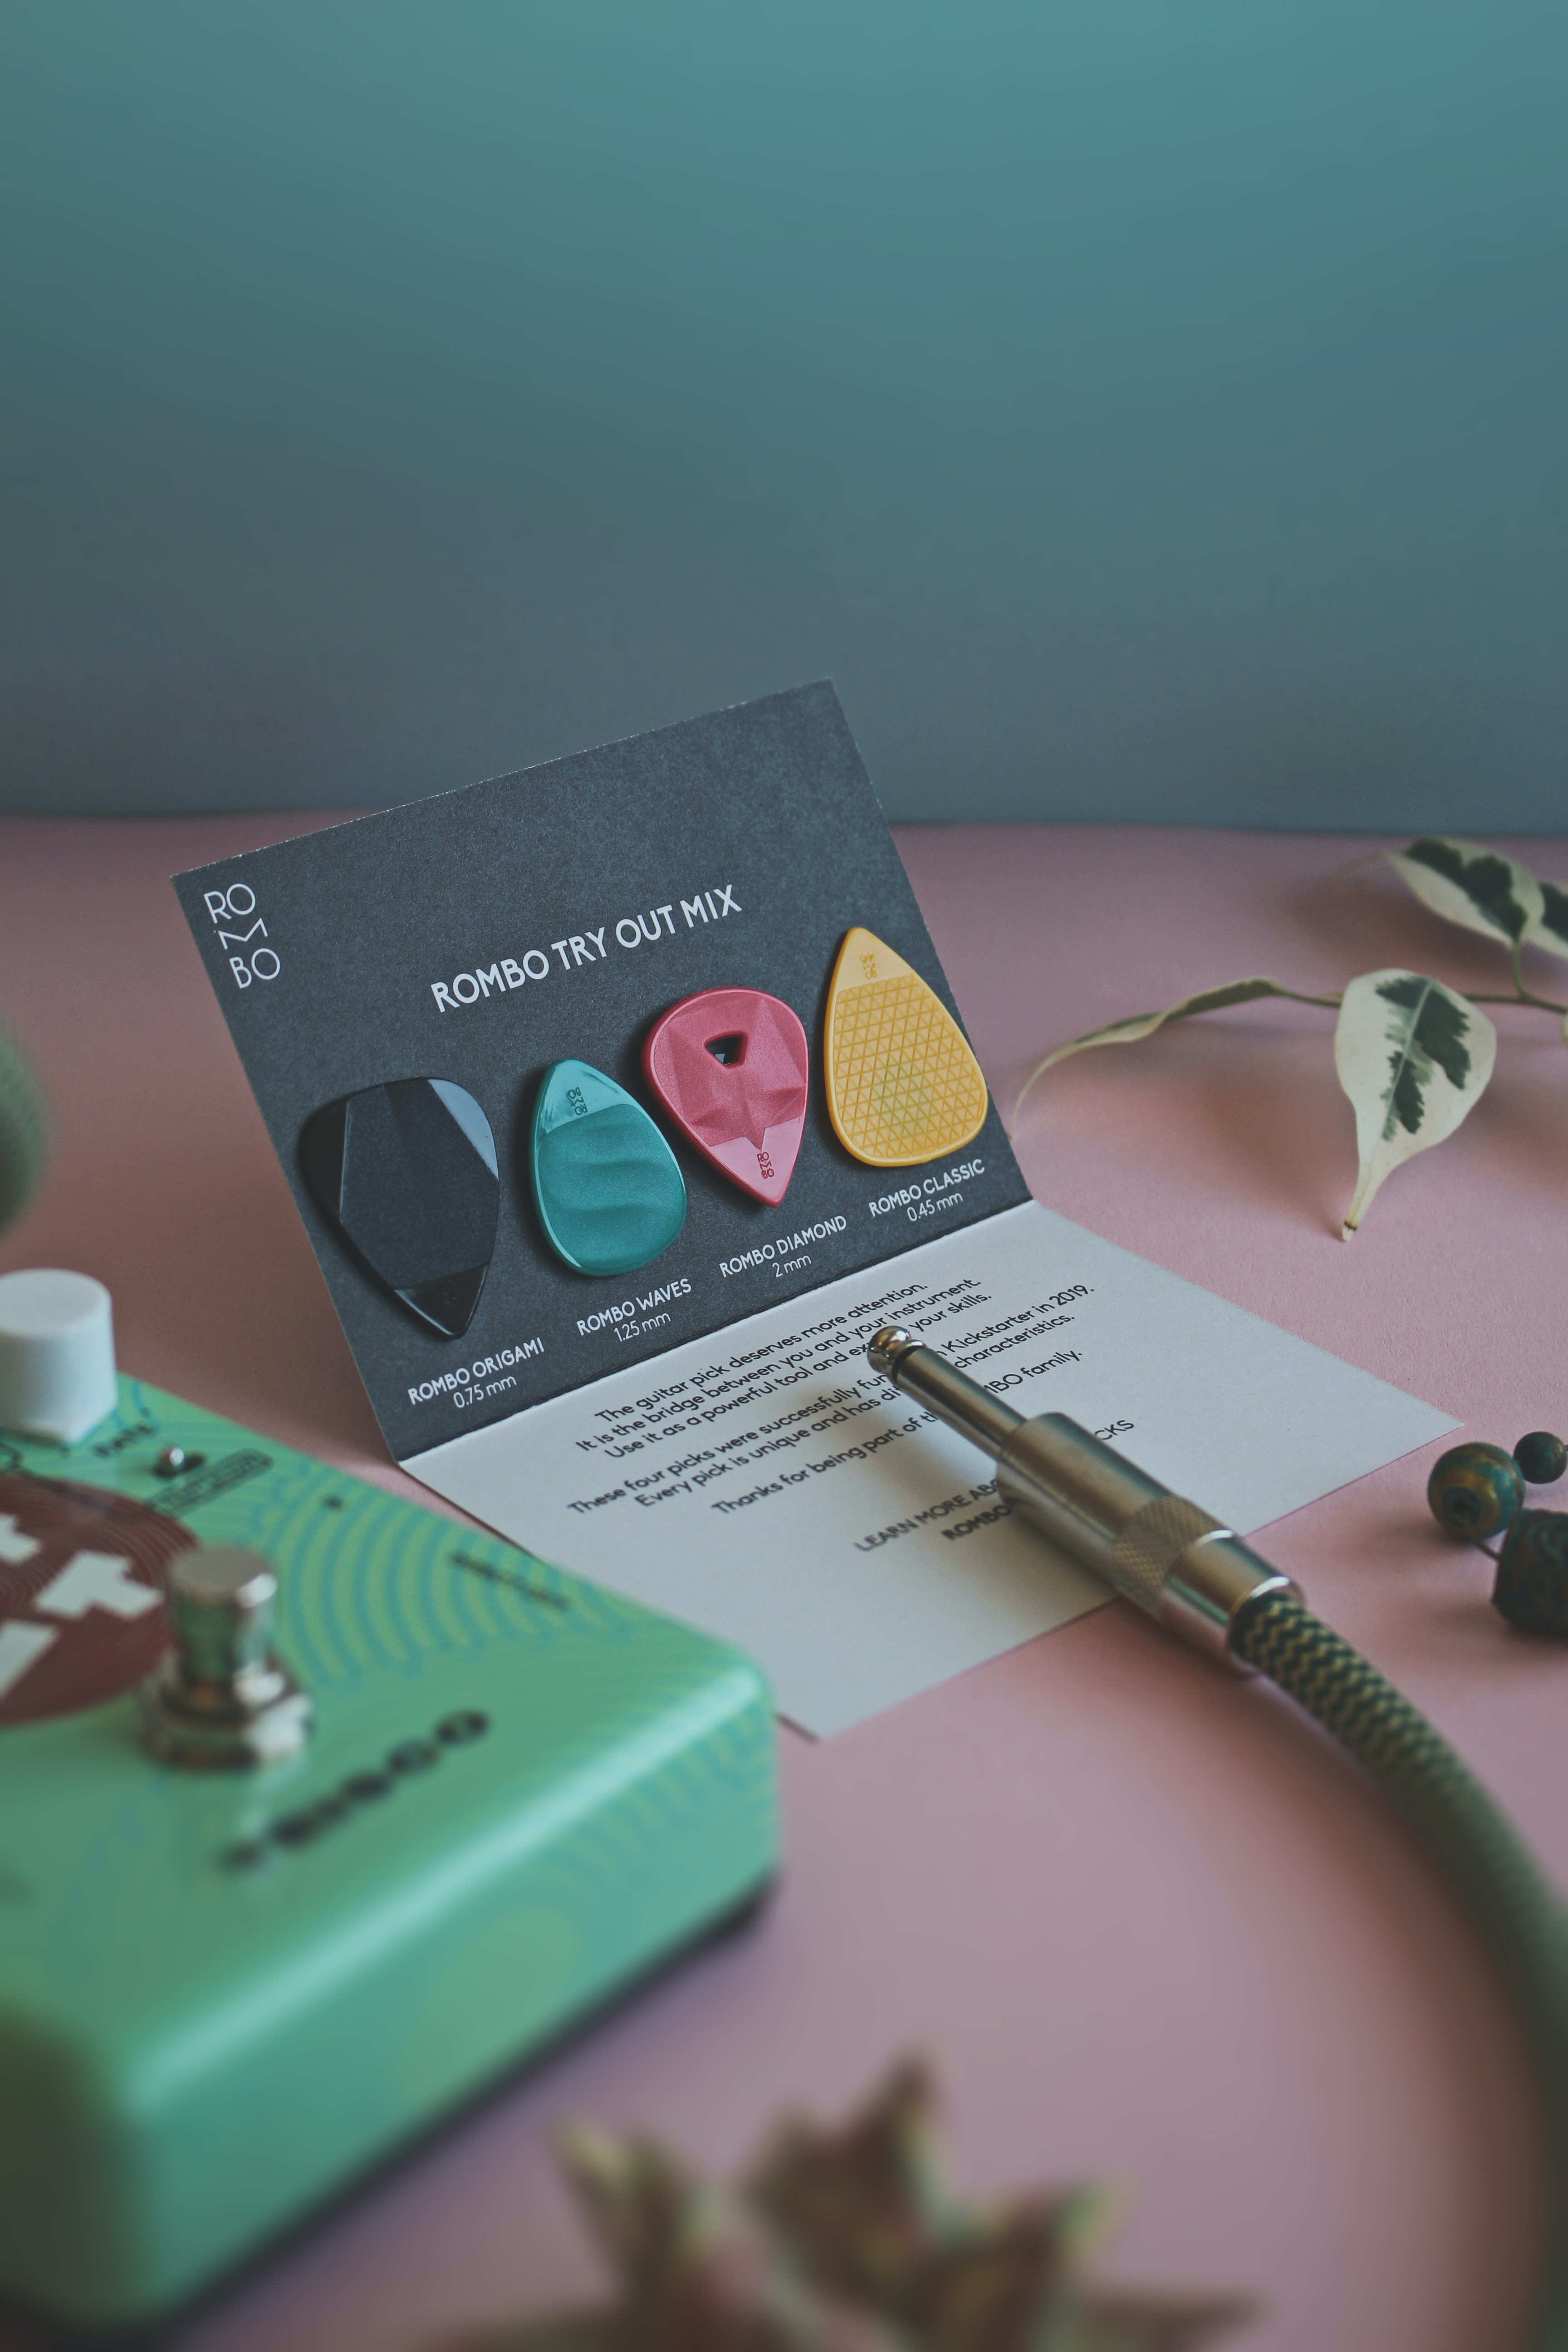 RO
M
BO
ROMBO TRY OUT MIX
ROMBO ORIGAMI
0.75 mm
ROMBO WAVES
1.25 mm
ROMBO DIAMOND
2 mm
ROMBO CLASSIC
0.45 mm
The guitar pick deserves more attention.
It is the bridge between you and your instrument.
Use it as a powerful tool and your skills.
These four picks were successfully Kickstarter in 2019.
Every pick is unique and has characteristics.
Thanks for being part of family.
LEARN MORE
RATE